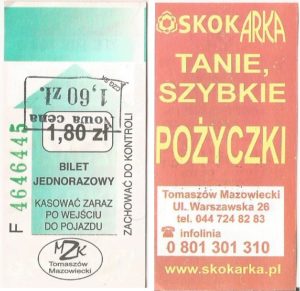 Nowa cena
1,60 zł.
1,80 zł
BILET
JEDNORAZOWY
KASOWAĆ ZARAZ
PO WEJŚCIU
DO POJAZDU
MZK
Tomaszów
Mazowiecki
F 4646445
ZACHOWAĆ DO KONTROLI
SKOK ARKA
TANIE,
SZYBKIE
POŻYCZKI
Tomaszów Mazowiecki
Ul. Warszawska 26
tel. 044 724 82 83
infolinia
0 801 301 310
www.skokarka.pl